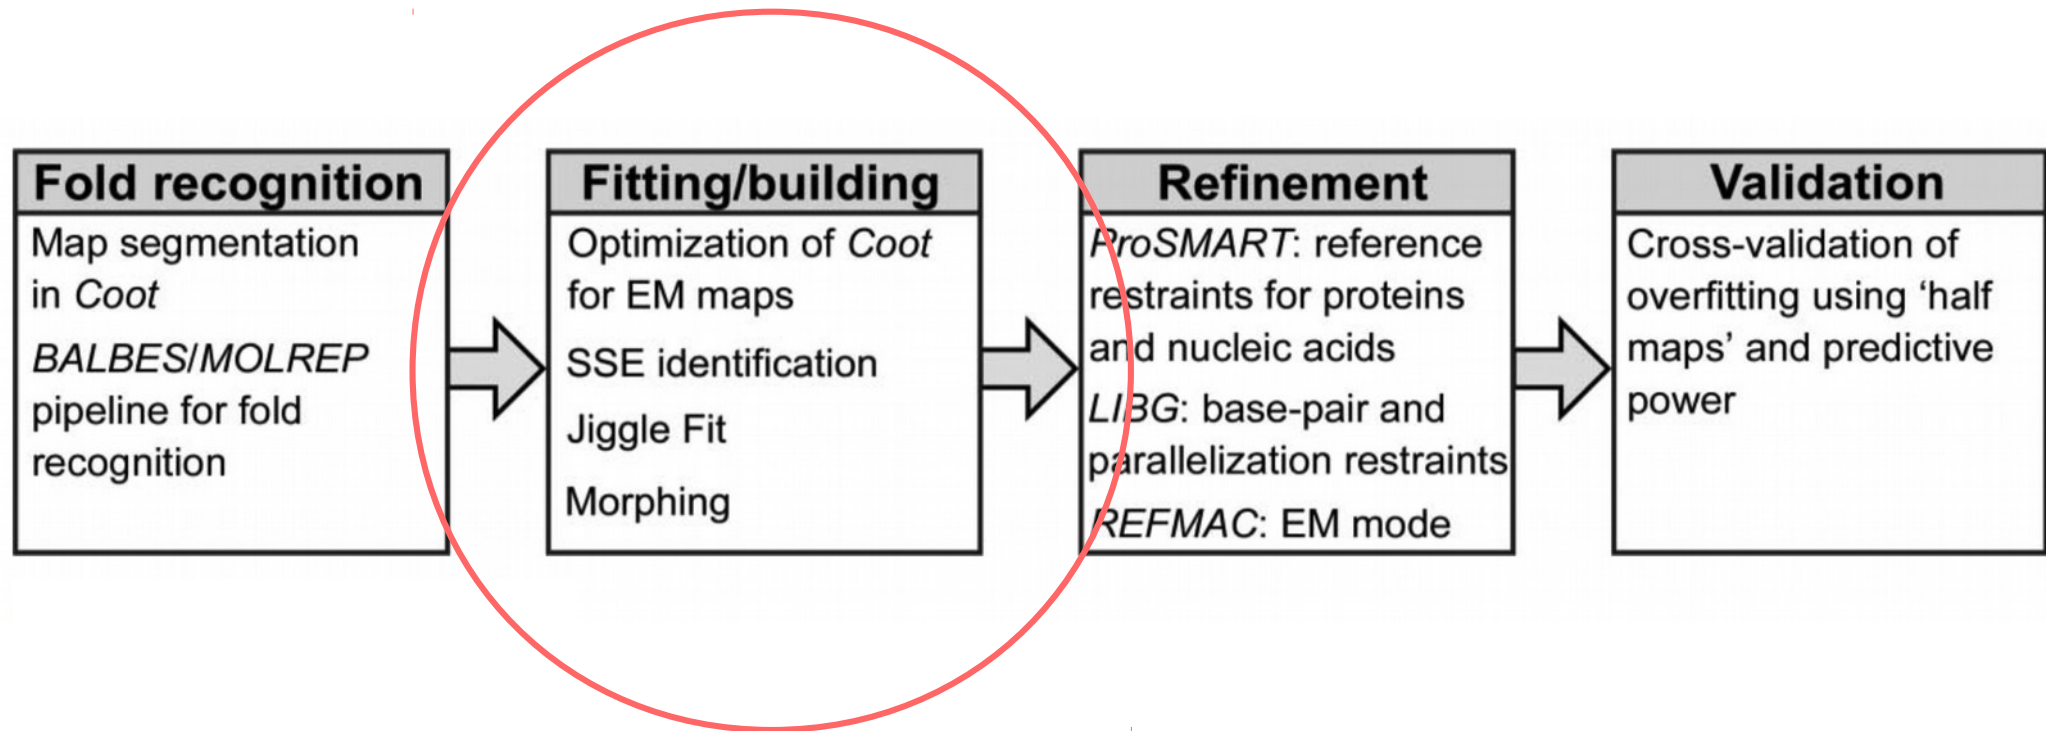 Fold recognition
Map segmentation
in Coot
BALBES/MOLREP
pipeline for fold
recognition
Fitting/building
Optimization of Coot
for EM maps
SSE identification
Jiggle Fit
Morphing
Refinement
ProSMART: reference
restraints for proteins
and nucleic acids
LIBG: base-pair and
parallelization restraints
REFMAC: EM mode
Validation
Cross-validation of
overfitting using ‘half
maps’ and predictive
power